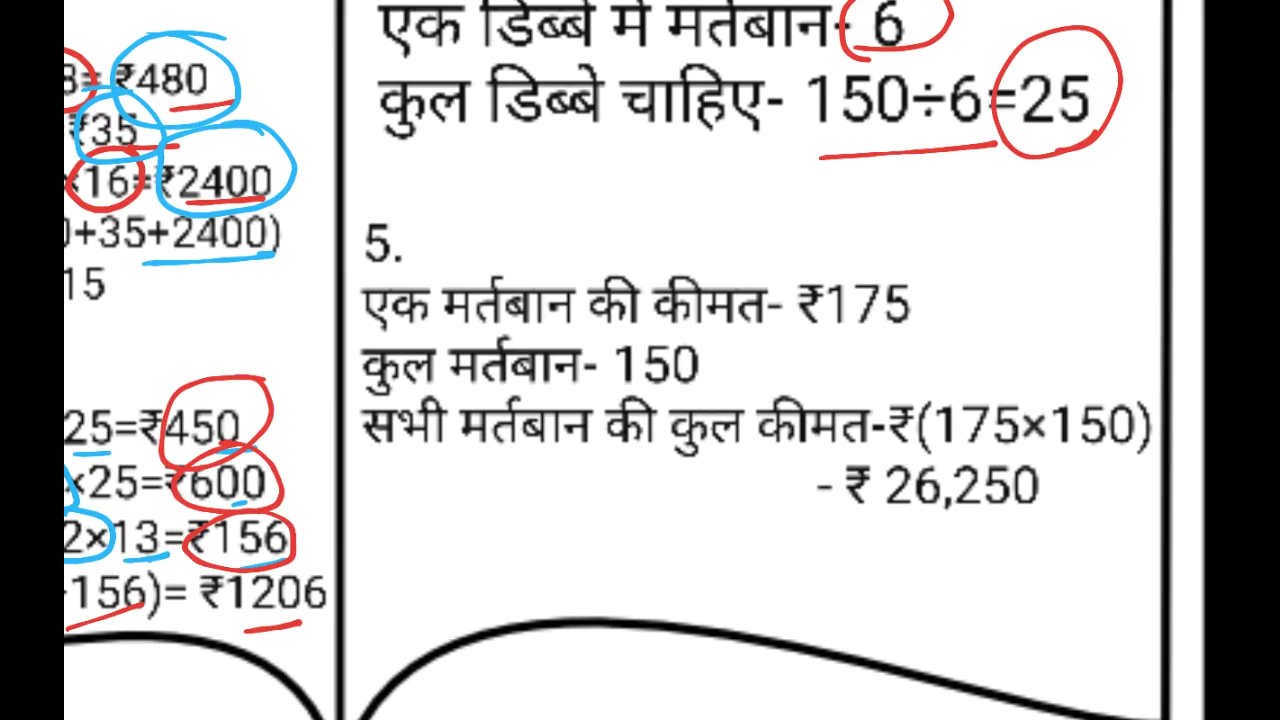 8= ₹480
₹35
×16=₹2400
0+35+2400)
15
25=₹450
×25=₹600
2×13=₹156
156)= ₹1206
एक डिब्बे में मर्तबान- 6
कुल डिब्बे चाहिए- 150÷6=25
5.
एक मर्तबान की कीमत- ₹175
कुल मर्तबान- 150
सभी मर्तबान की कुल कीमत-₹(175×150)
- ₹ 26,250